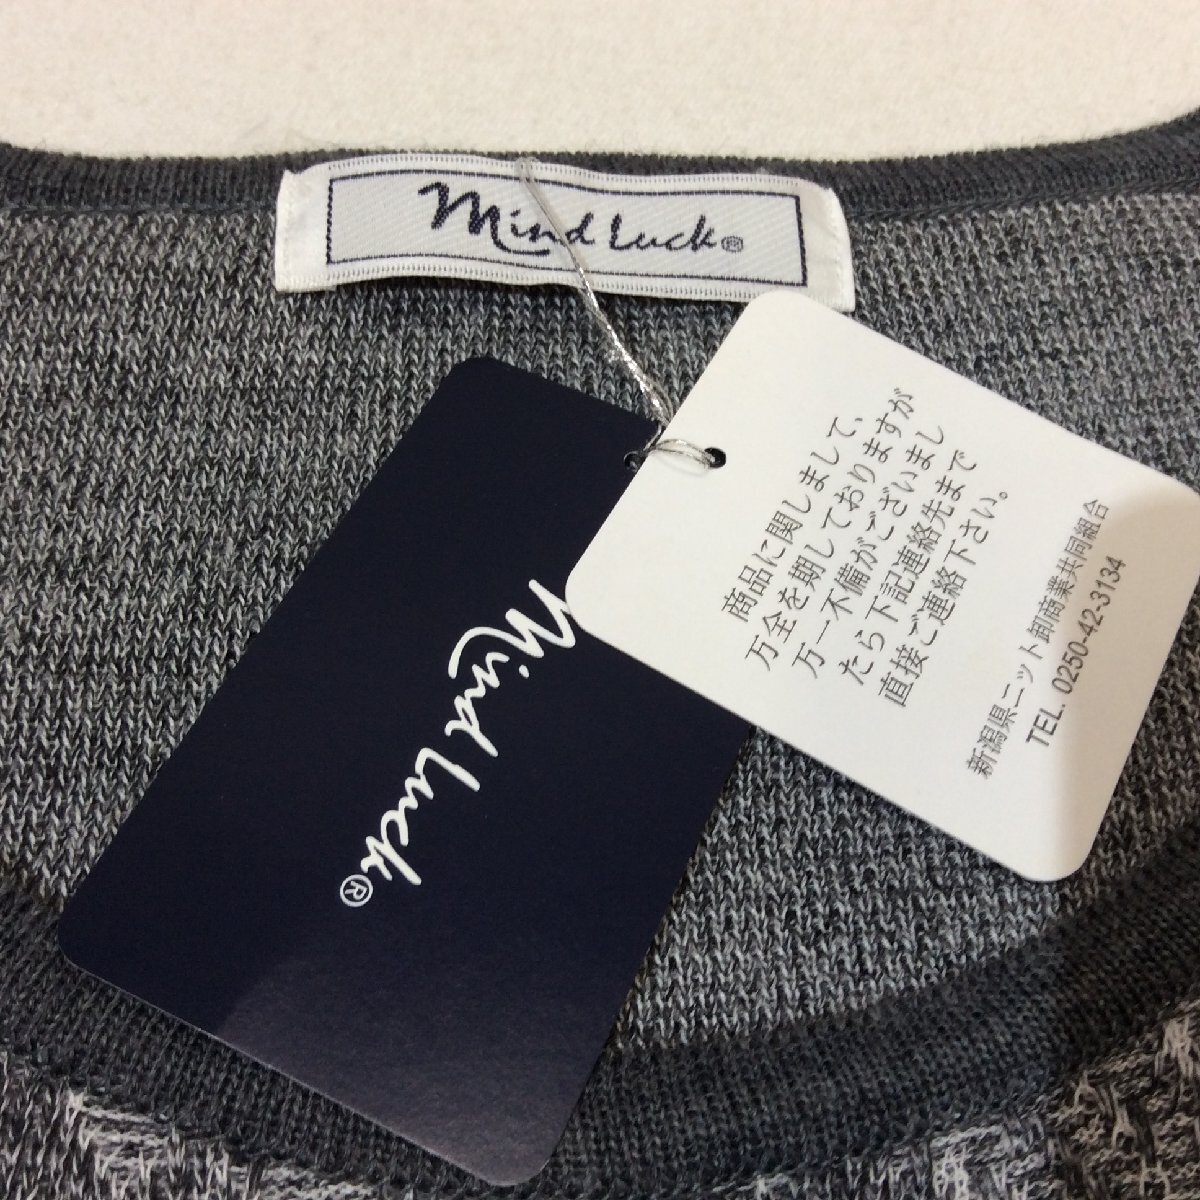 Mind Luck®
Mind Luck®
商品に関しまして、
万全を期しておりますが
万一不備がございまし
たら下記連絡先まで
直接ご連絡下さい。
新潟県ニット卸商業共同組合
TEL. 0250-42-3134